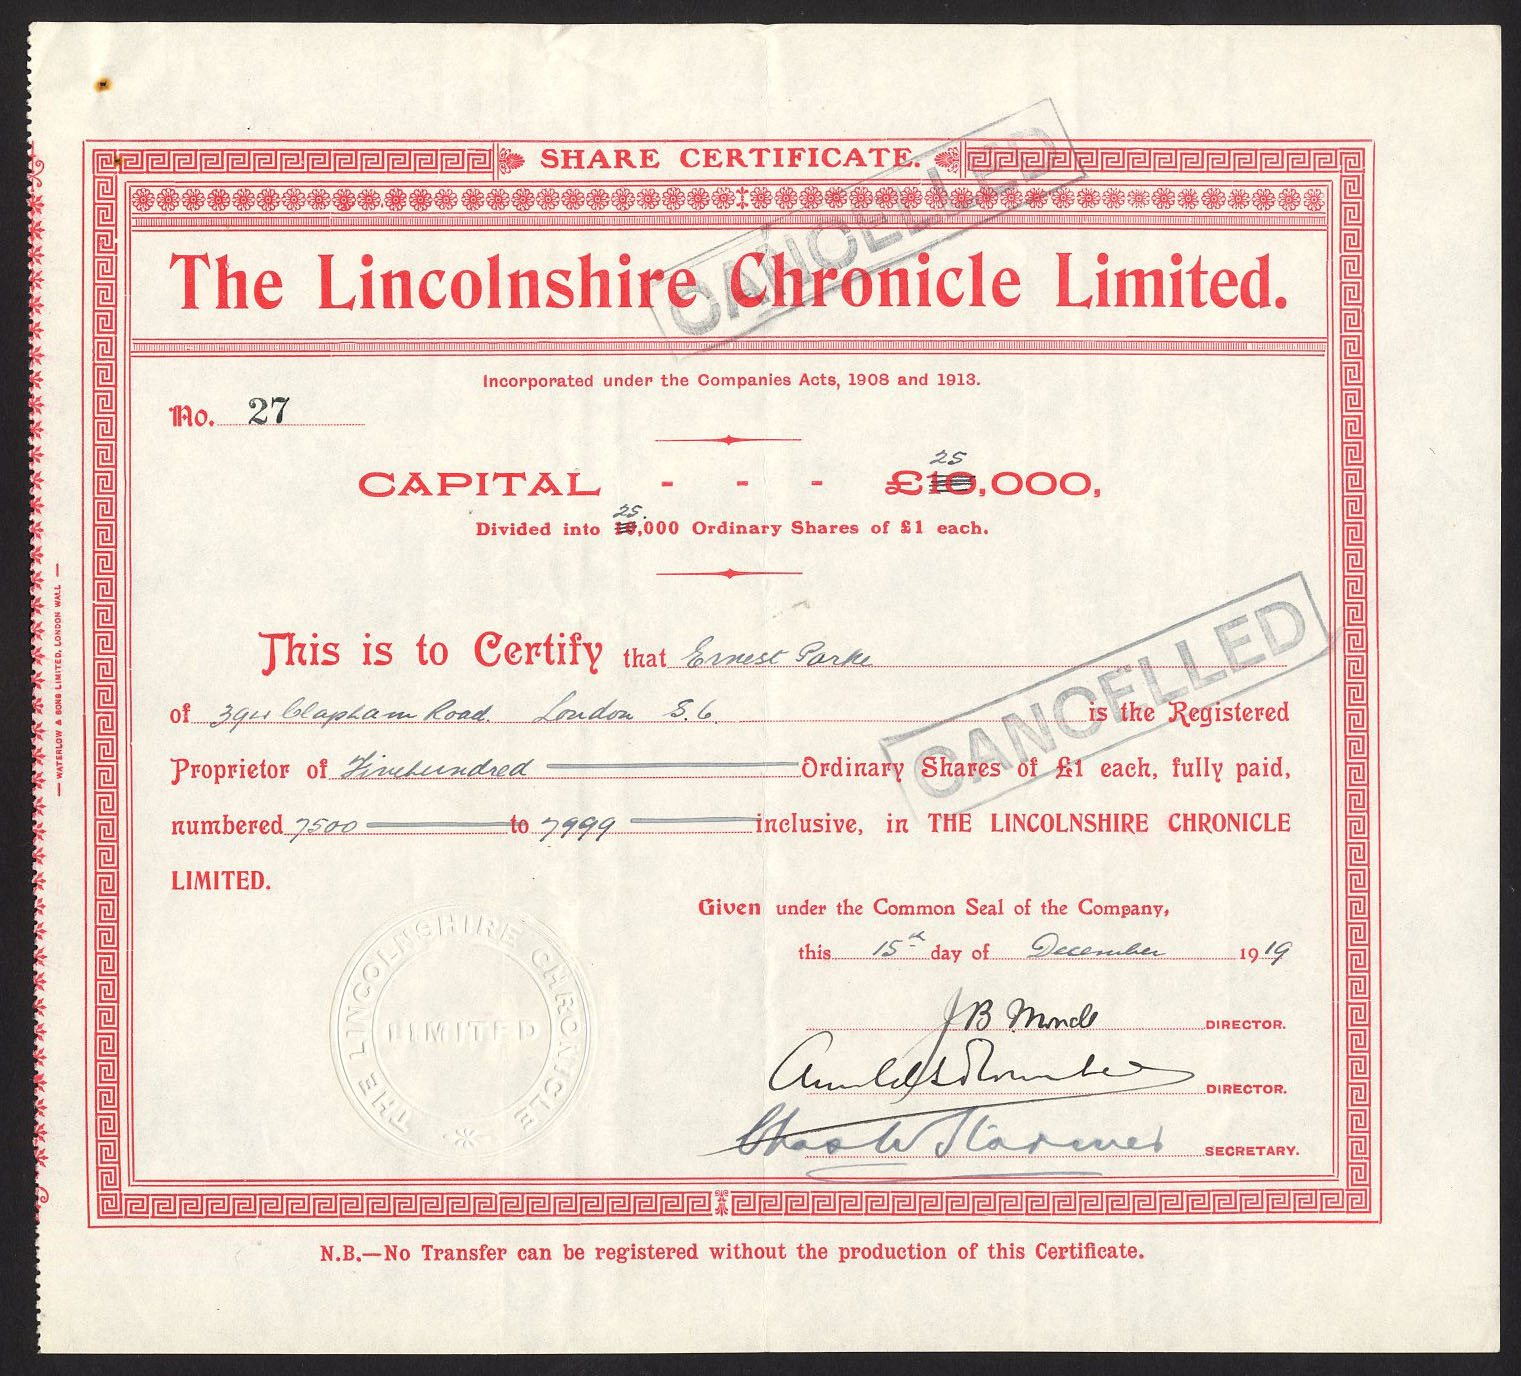 SHARE CERTIFICATE.
CANCELLED
The Lincolnshire Chronicle Limited.
Incorporated under the Companies Acts, 1908 and 1913.
No. 27
25
CAPITAL - - - £10,000,
25.
Divided into 10,000 Ordinary Shares of £1 each.
CANCELLED
This is to Certify that Ernest Parke
of Clapham Road. London S.6. is the Registered
Proprietor of Fivehundred Ordinary Shares of £1 each, fully paid,
numbered 7500 to 7999 inclusive, in THE LINCOLNSHIRE CHRONICLE
LIMITED.
Given under the Common Seal of the Company,
this 15th day of December 1919
J B DIRECTOR.
DIRECTOR.
Chas W SECRETARY.
THE LINCOLNSHIRE CHRONICLE
LIMITED
N.B.—No Transfer can be registered without the production of this Certificate.
— WATERLOW & SONS LIMITED, LONDON WALL —